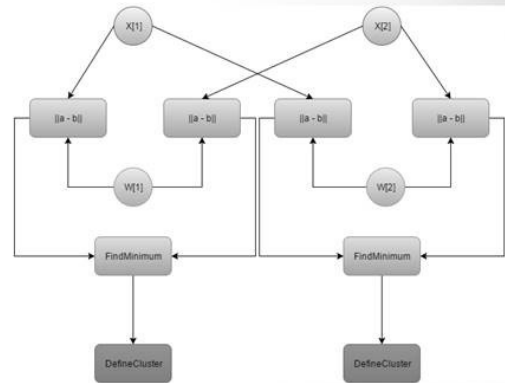 X[1]
X[2]
||a - b||
||a - b||
||a - b||
||a - b||
W[1]
W[2]
FindMinimum
FindMinimum
DefineCluster
DefineCluster